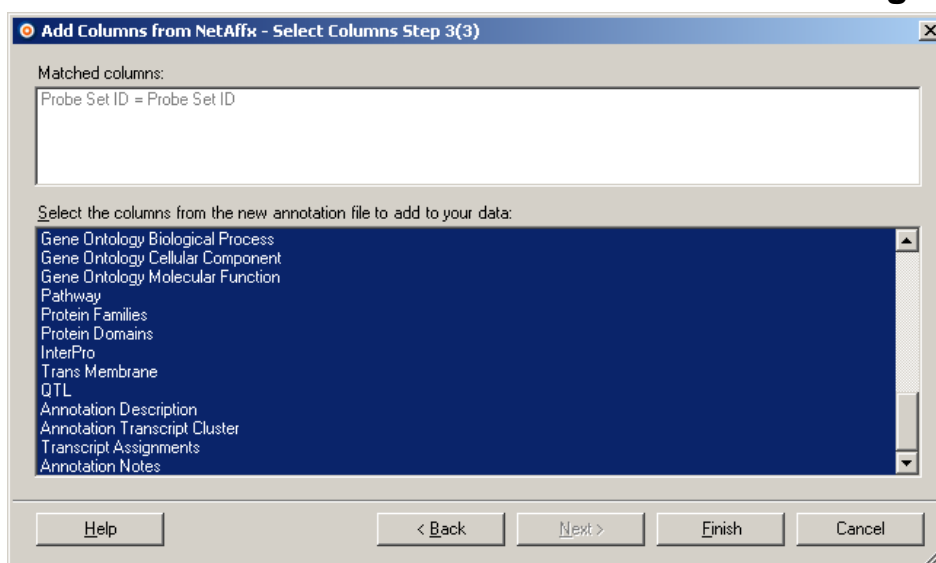 Add Columns from NetAffx - Select Columns Step 3(3)
Matched columns:
Probe Set ID = Probe Set ID
Select the columns from the new annotation file to add to your data:
Gene Ontology Biological Process
Gene Ontology Cellular Component
Gene Ontology Molecular Function
Pathway
Protein Families
Protein Domains
InterPro
Trans Membrane
QTL
Annotation Description
Annotation Transcript Cluster
Transcript Assignments
Annotation Notes
Help
< Back
Next >
Finish
Cancel